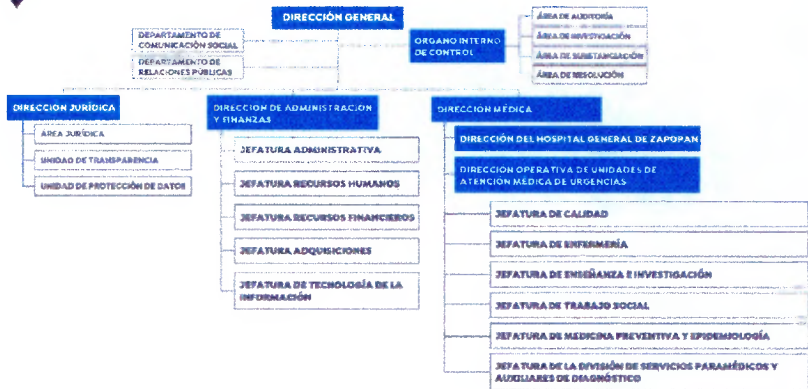 DIRECCIÓN GENERAL
DEPARTAMENTO DE
COMUNICACIÓN SOCIAL
DEPARTAMENTO DE
RELACIONES PÚBLICAS
ORGANO INTERNO
DE CONTROL
ÁREA DE AUDITORÍA
ÁREA DE INVESTIGACIÓN
ÁREA DE SUBSTANCIACIÓN
ÁREA DE RESOLUCIÓN
DIRECCIÓN JURÍDICA
ÁREA JURÍDICA
UNIDAD DE TRANSPARENCIA
UNIDAD DE PROTECCIÓN DE DATOS
DIRECCIÓN DE ADMINISTRACIÓN
Y FINANZAS
JEFATURA ADMINISTRATIVA
JEFATURA RECURSOS HUMANOS
JEFATURA RECURSOS FINANCIEROS
JEFATURA ADQUISICIONES
JEFATURA DE TECNOLOGÍA DE LA
INFORMACIÓN
DIRECCIÓN MÉDICA
DIRECCIÓN DEL HOSPITAL GENERAL DE ZAPOPAN
DIRECCION OPERATIVA DE UNIDADES DE
ATENCIÓN MÉDICA DE URGENCIAS
JEFATURA DE CALIDAD
JEFATURA DE ENFERMERÍA
JEFATURA DE ENSEÑANZA E INVESTIGACIÓN
JEFATURA DE TRABAJO SOCIAL
JEFATURA DE MEDICINA PREVENTIVA Y EPIDEMIOLOGÍA
JEFATURA DE LA DIVISIÓN DE SERVICIOS PARAMÉDICOS Y
AUXILIARES DE DIAGNÓSTICO